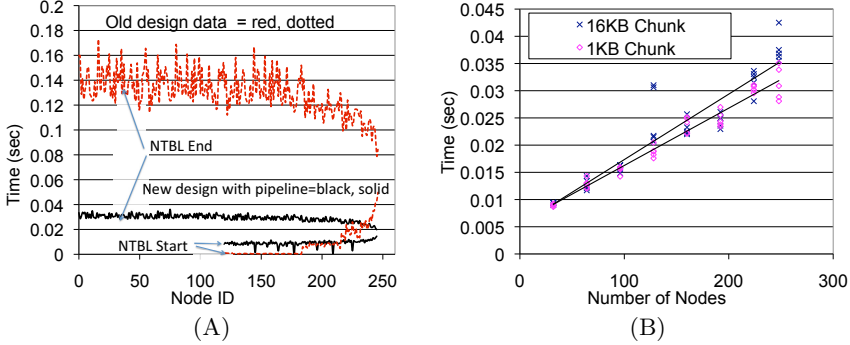 Old design data = red, dotted
0.2
0.18
0.16
0.14
0.12
0.1
0.08
0.06
0.04
0.02
0
Time (sec)
NTBL End
New design with pipeline=black, solid
NTBL Start
0
50
100
150
200
250
Node ID
(A)
0.045
0.04
0.035
0.03
0.025
0.02
0.015
0.01
0.005
0
Time (sec)
16KB Chunk
1KB Chunk
0
100
200
300
Number of Nodes
(B)